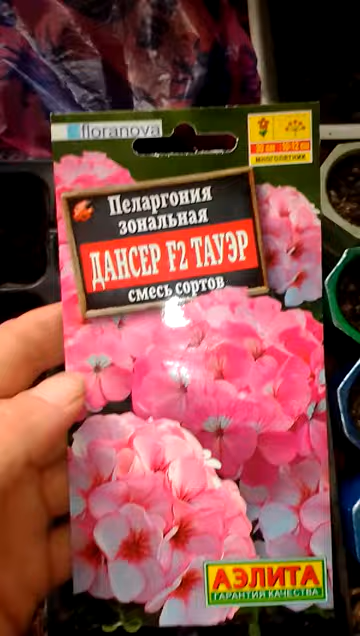 floranova
МНОГОЛЕТНИК
Пеларгония
зональная
ДАНСЕР F2 ТАУЭР
смесь сортов
АЭЛИТА
ГАРАНТИЯ КАЧЕСТВА